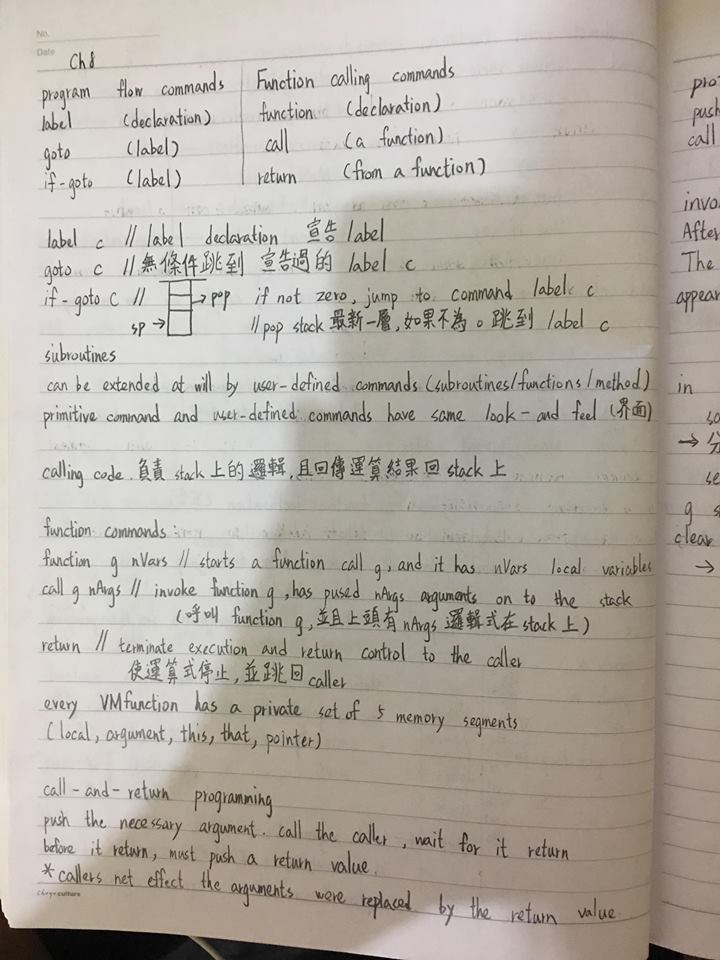 No.
Date
Ch8
program flow commands
label (declaration)
goto (label)
if-goto (label)
Function calling commands
function (declaration)
call (a function)
return (from a function)
label c // label declaration 宣告 label
goto c // 無條件跳到 宣告過的 label c
if-goto c // → pop if not zero, jump to command label c
sp → // pop stack 最新一層, 如果不為 0 跳到 label c
subroutines
can be extended at will by user-defined commands (subroutines/functions/method)
primitive command and user-defined commands have same look-and feel (界面)
calling code. 負責 stack 上的邏輯, 且回傳運算結果回 stack 上
function commands:
function g nVars // starts a function call g, and it has nVars local variables
call g nArgs // invoke function g, has pused nArgs arguments on to the stack
(呼叫 function g, 並且上頭有 nArgs 邏輯式在 stack 上)
return // terminate execution and return control to the caller
使運算式停止, 並跳回 caller
every VM function has a private set of 5 memory segments
(local, argument, this, that, pointer)
call-and-return programming
push the necessary argument. call the caller, wait for it return
before it return, must push a return value.
*callers net effect the arguments were replaced by the return value.
push
call
invo
After
The
appear
in
→ 分
se
g s
clear
→